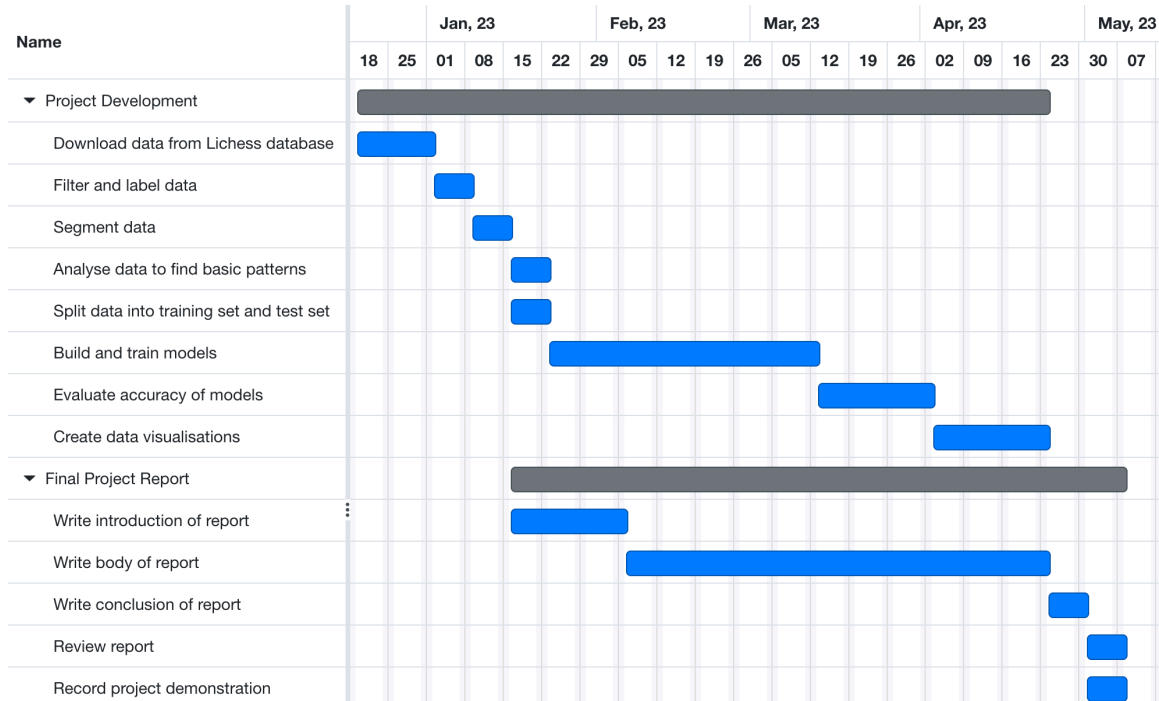 Jan, 23 Feb, 23 Mar, 23 Apr, 23 May, 23
Name
18 25 01 08 15 22 29 05 12 19 26 05 12 19 26 02 09 16 23 30 07
Project Development
Download data from Lichess database
Filter and label data
Segment data
Analyse data to find basic patterns
Split data into training set and test set
Build and train models
Evaluate accuracy of models
Create data visualisations
Final Project Report
Write introduction of report
Write body of report
Write conclusion of report
Review report
Record project demonstration